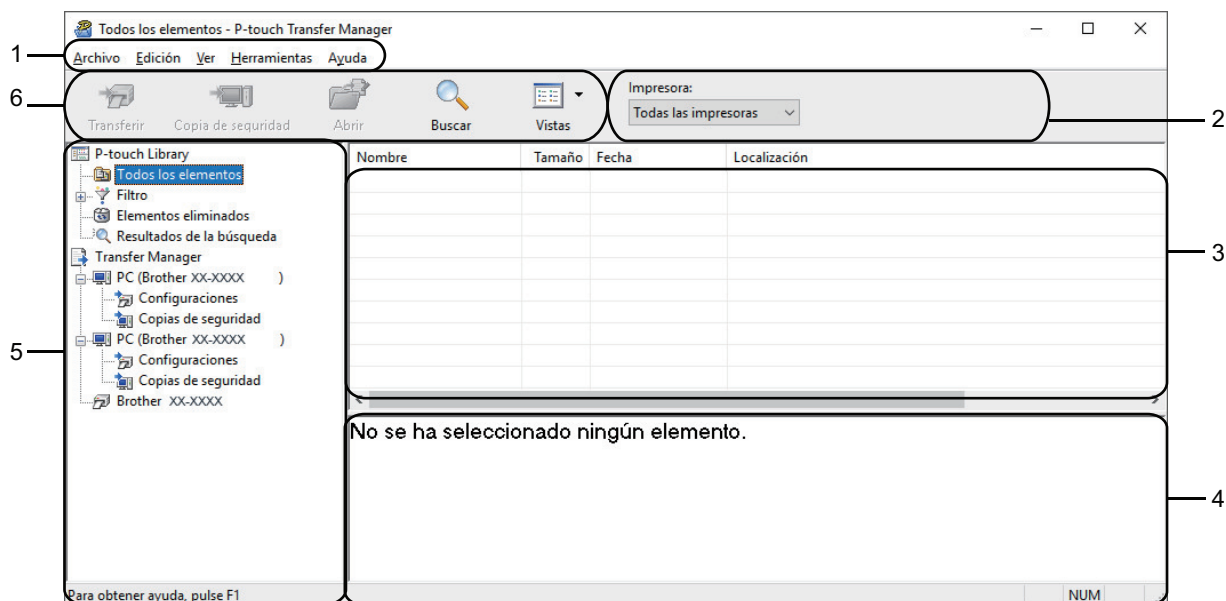 Todos los elementos - P-touch Transfer Manager
1
Archivo Edición Ver Herramientas Ayuda
6
Transferir Copia de seguridad Abrir Buscar Vistas
Impresora:
Todas las impresoras
2
P-touch Library
Todos los elementos
Filtro
Elementos eliminados
Resultados de la búsqueda
Transfer Manager
PC (Brother XX-XXXX )
Configuraciones
Copias de seguridad
PC (Brother XX-XXXX )
Configuraciones
Copias de seguridad
Brother XX-XXXX
5
Nombre Tamaño Fecha Localización
3
No se ha seleccionado ningún elemento.
4
Para obtener ayuda, pulse F1
NUM